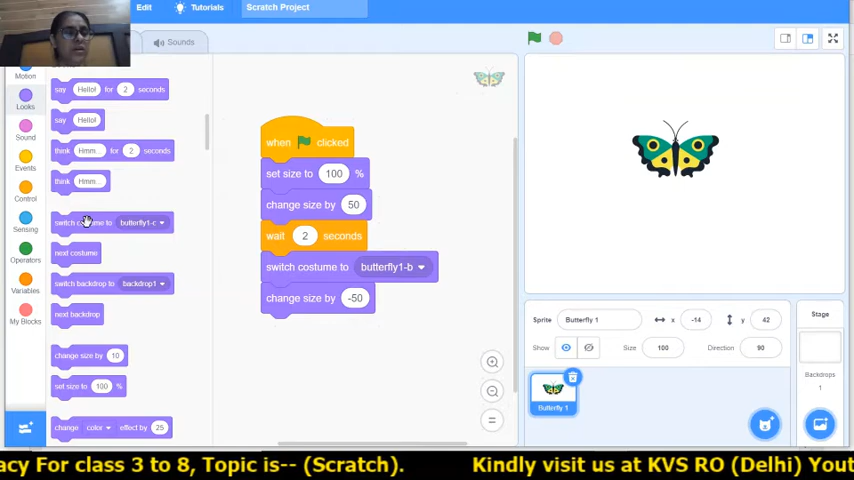 Edit Tutorials Scratch Project
Sounds
Motion
Looks
Sound
Events
Control
Sensing
Operators
Variables
My Blocks
say Hello! for 2 seconds
say Hello!
think Hmm... for 2 seconds
think Hmm...
switch costume to butterfly1-c
next costume
switch backdrop to backdrop1
next backdrop
change size by 10
set size to 100 %
change color effect by 25
when clicked
set size to 100 %
change size by 50
wait 2 seconds
switch costume to butterfly1-b
change size by -50
Sprite Butterfly 1 x -14 y 42
Show Size 100 Direction 90
Butterfly 1
Stage
Backdrops
1
acy For class 3 to 8, Topic is-- (Scratch). Kindly visit us at KVS RO (Delhi) Yout